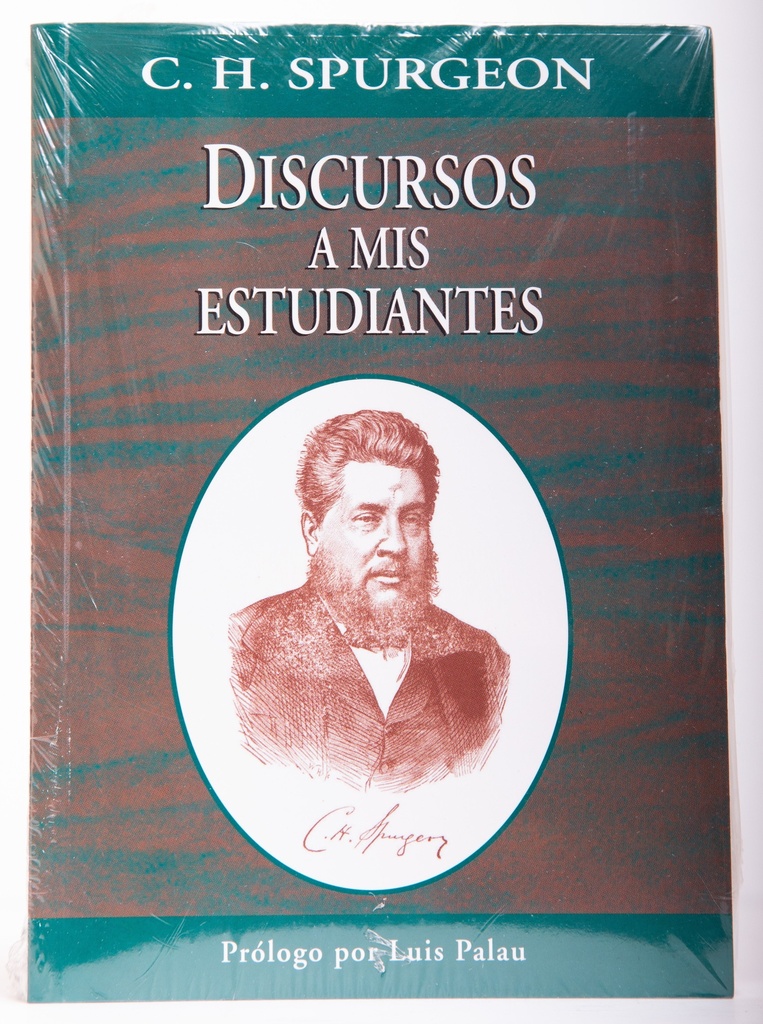 C. H. SPURGEON
DISCURSOS
A MIS
ESTUDIANTES
C. H. Spurgeon
Prólogo por Luis Palau